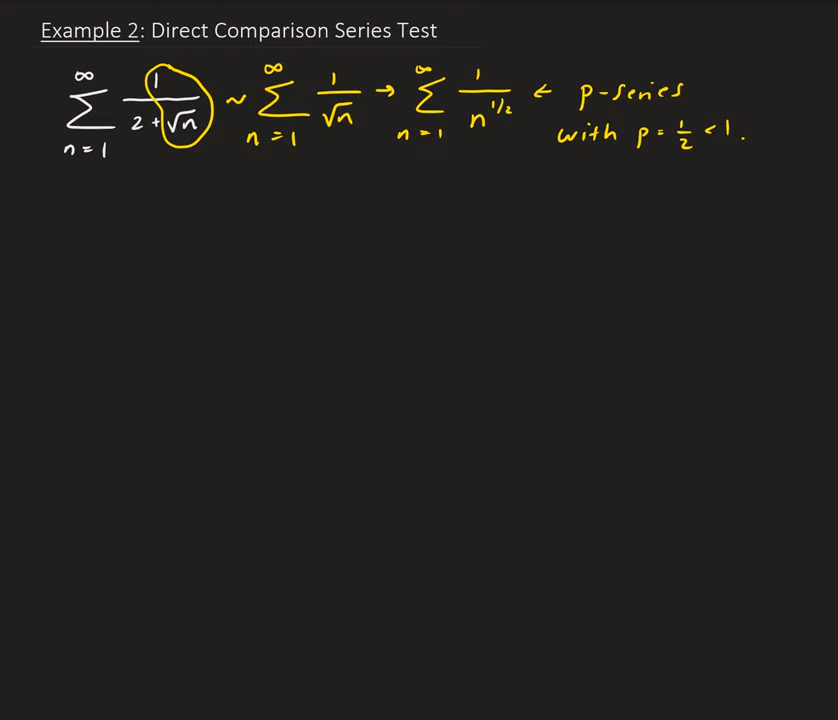 Example 2: Direct Comparison Series Test
∞ ∑ n = 1 1 / (2 + √n) ~ ∞ ∑ n = 1 1 / √n → ∞ ∑ n = 1 1 / n^1/2 ← p-series
with p = 1/2 < 1.